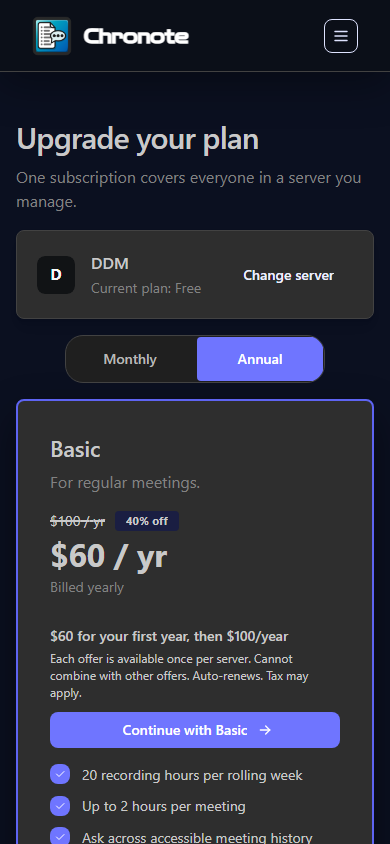 Chronote
Upgrade your plan
One subscription covers everyone in a server you
manage.
D
DDM
Current plan: Free
Change server
Monthly
Annual
Basic
For regular meetings.
$100 / yr
40% off
$60 / yr
Billed yearly
$60 for your first year, then $100/year
Each offer is available once per server. Cannot
combine with other offers. Auto-renews. Tax may
apply.
Continue with Basic →
20 recording hours per rolling week
Up to 2 hours per meeting
Ask across accessible meeting history